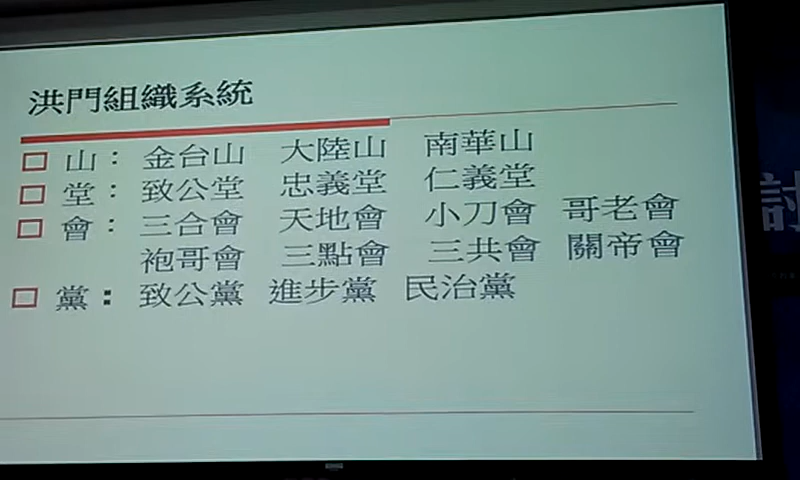 洪門組織系統
山： 金台山 大陸山 南華山
堂： 致公堂 忠義堂 仁義堂
會： 三合會 天地會 小刀會 哥老會
袍哥會 三點會 三共會 關帝會
黨： 致公黨 進步黨 民治黨
討